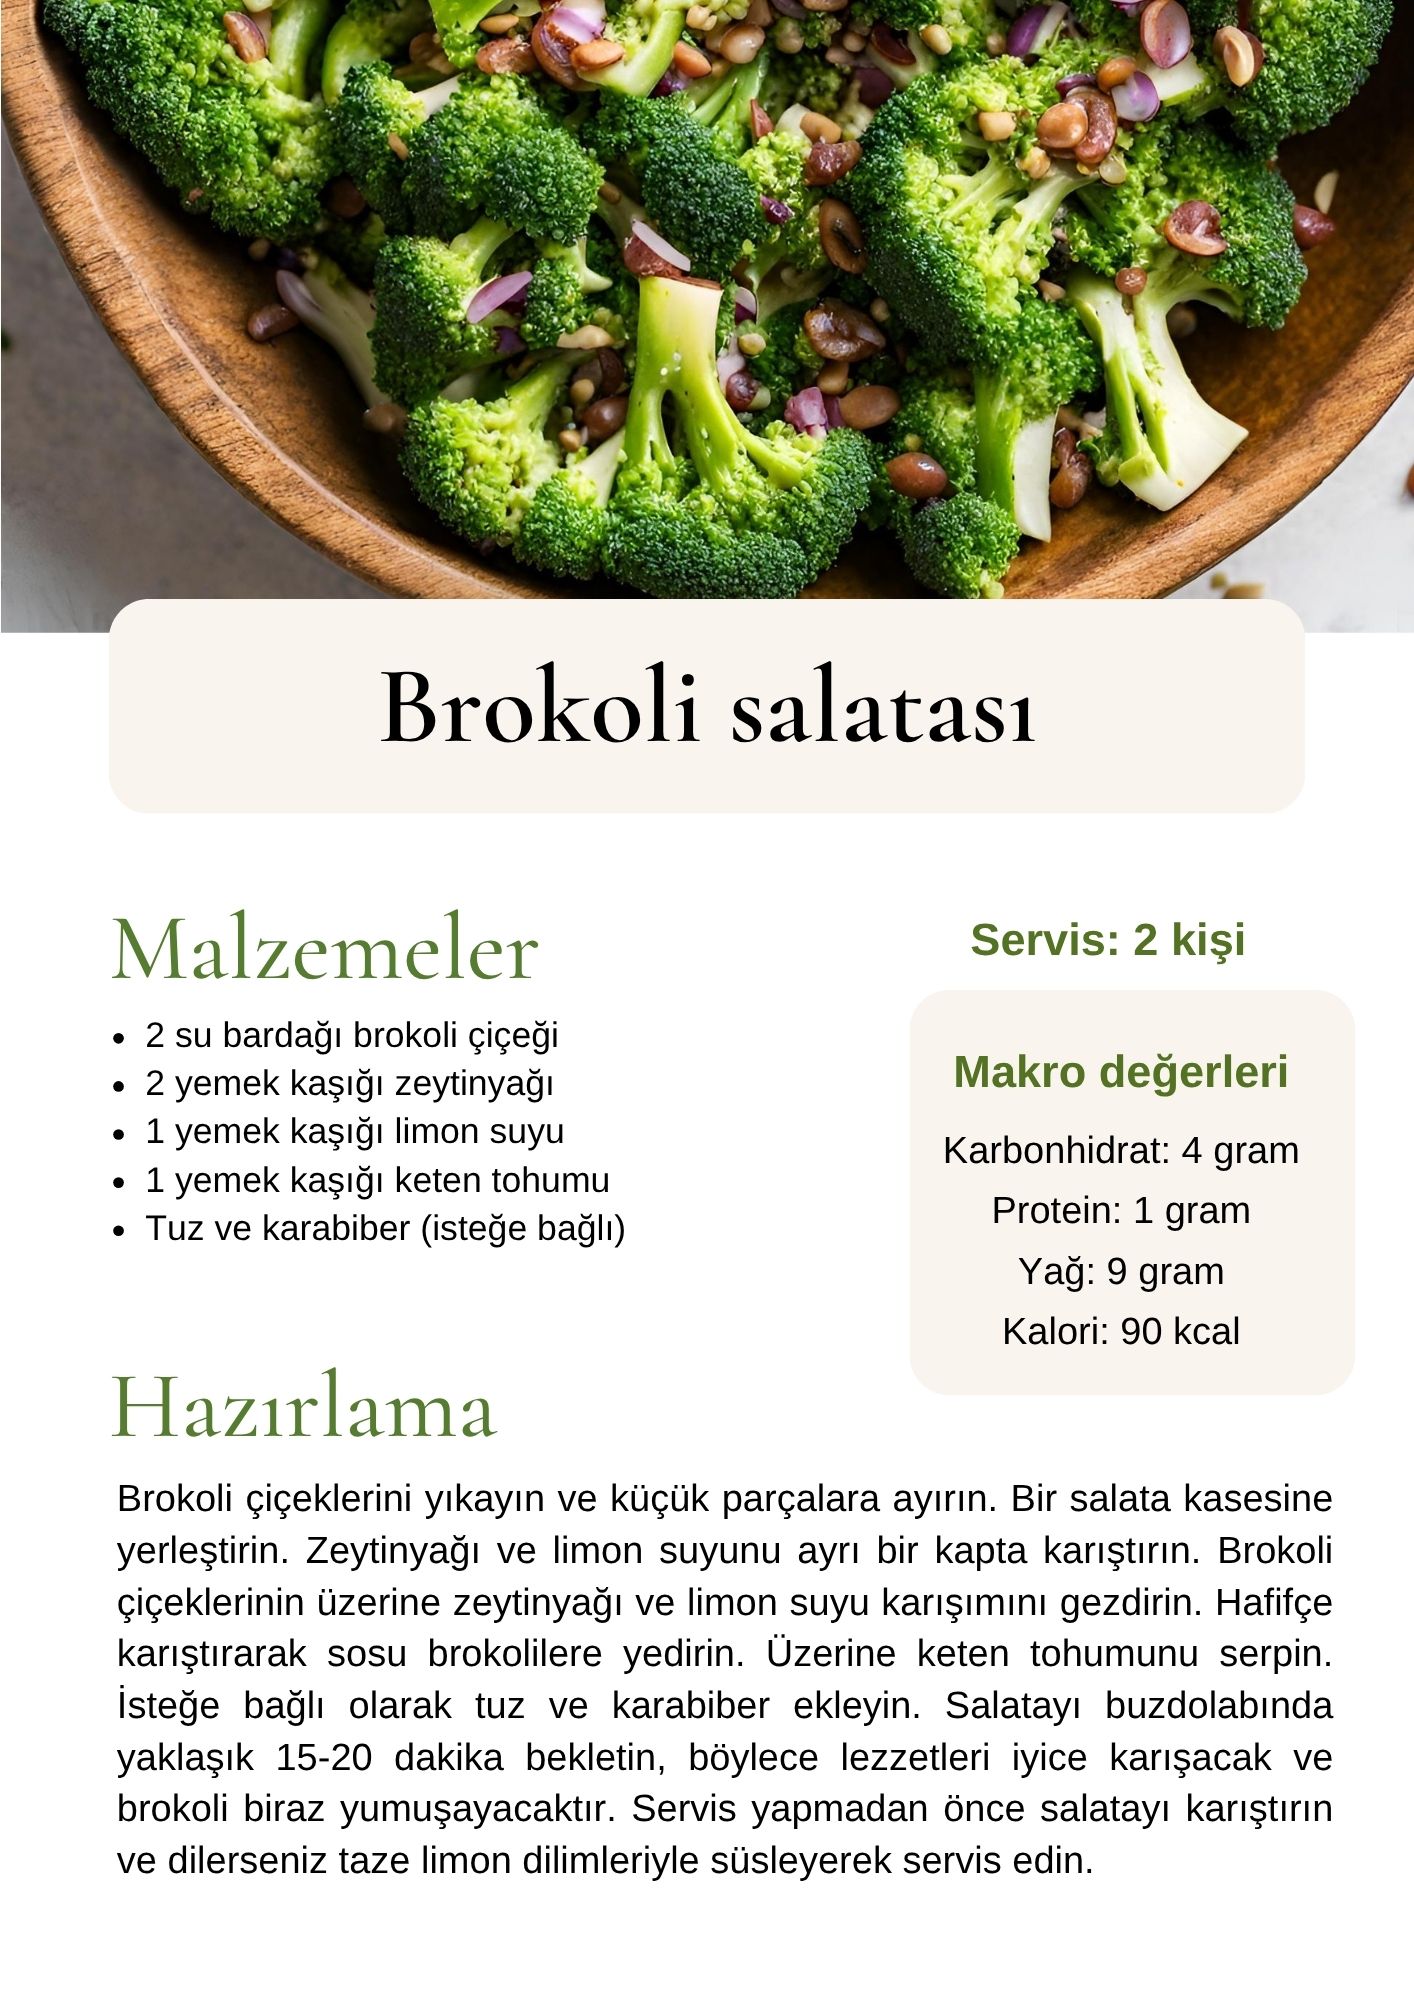 Brokoli salatası
Malzemeler
• 2 su bardağı brokoli çiçeği
• 2 yemek kaşığı zeytinyağı
• 1 yemek kaşığı limon suyu
• 1 yemek kaşığı keten tohumu
• Tuz ve karabiber (isteğe bağlı)
Servis: 2 kişi
Makro değerleri
Karbonhidrat: 4 gram
Protein: 1 gram
Yağ: 9 gram
Kalori: 90 kcal
Hazırlama
Brokoli çiçeklerini yıkayın ve küçük parçalara ayırın. Bir salata kasesine
yerleştirin. Zeytinyağı ve limon suyunu ayrı bir kapta karıştırın. Brokoli
çiçeklerinin üzerine zeytinyağı ve limon suyu karışımını gezdirin. Hafifçe
karıştırarak sosu brokolilere yedirin. Üzerine keten tohumunu serpin.
İsteğe bağlı olarak tuz ve karabiber ekleyin. Salatayı buzdolabında
yaklaşık 15-20 dakika bekletin, böylece lezzetleri iyice karışacak ve
brokoli biraz yumuşayacaktır. Servis yapmadan önce salatayı karıştırın
ve dilerseniz taze limon dilimleriyle süsleyerek servis edin.